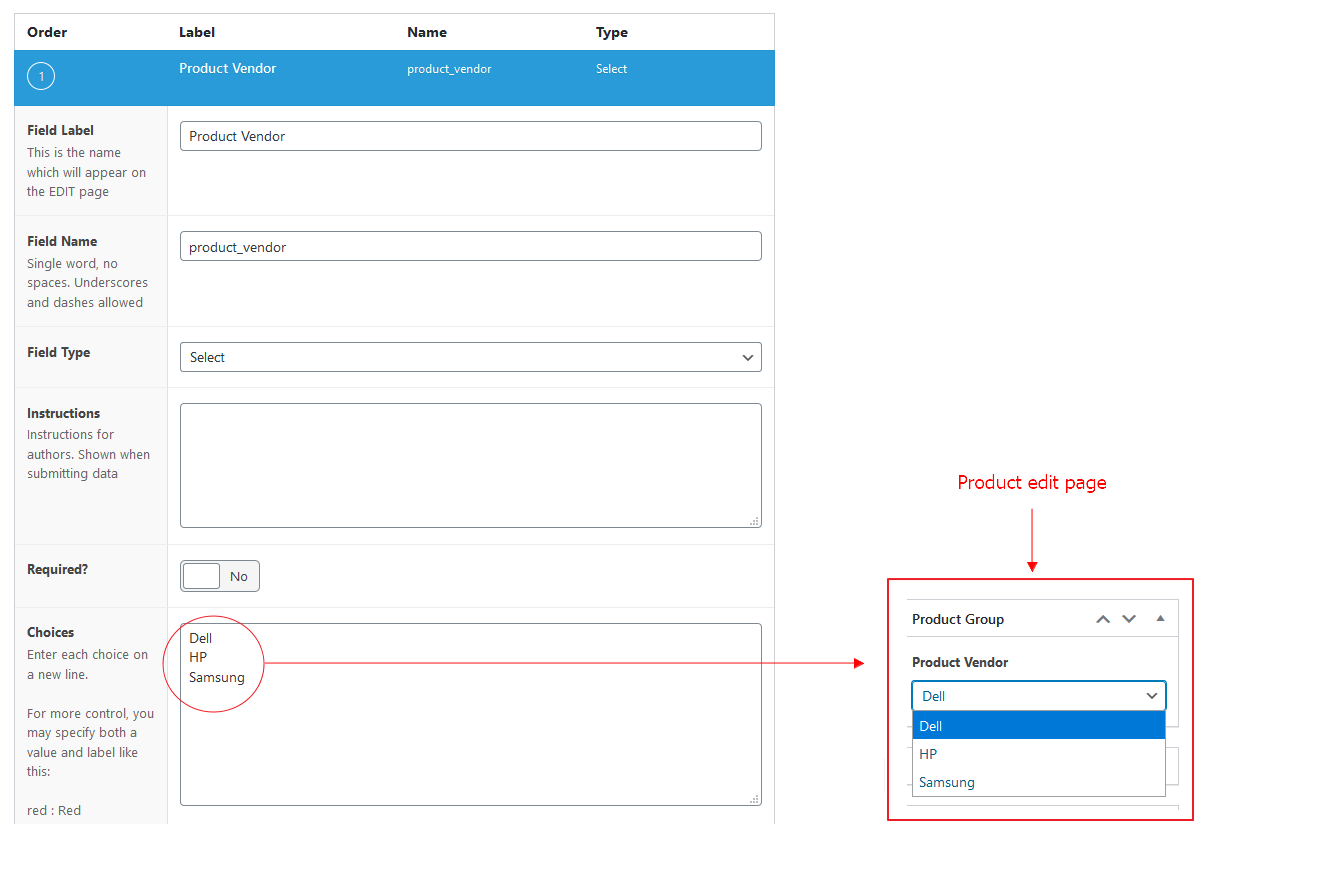 Order Label Name Type
1 Product Vendor product_vendor Select
Field Label
This is the name
which will appear on
the EDIT page
Product Vendor
Field Name
Single word, no
spaces. Underscores
and dashes allowed
product_vendor
Field Type
Select
Instructions
Instructions for
authors. Shown when
submitting data
Required?
No
Choices
Enter each choice on
a new line.
For more control, you
may specify both a
value and label like
this:
red : Red
Dell
HP
Samsung
Product edit page
Product Group
Product Vendor
Dell
Dell
HP
Samsung